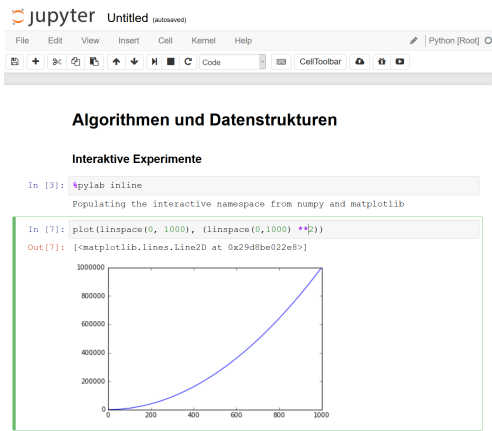 jupyter Untitled (autosaved)
File Edit View Insert Cell Kernel Help Python [Root]
Code CellToolbar
Algorithmen und Datenstrukturen
Interaktive Experimente
In [3]: %pylab inline
Populating the interactive namespace from numpy and matplotlib
In [7]: plot(linspace(0, 1000), (linspace(0,1000) **2))
Out[7]: [<matplotlib.lines.Line2D at 0x29d8be022e8>]
1000000
800000
600000
400000
200000
0
0 200 400 600 800 1000